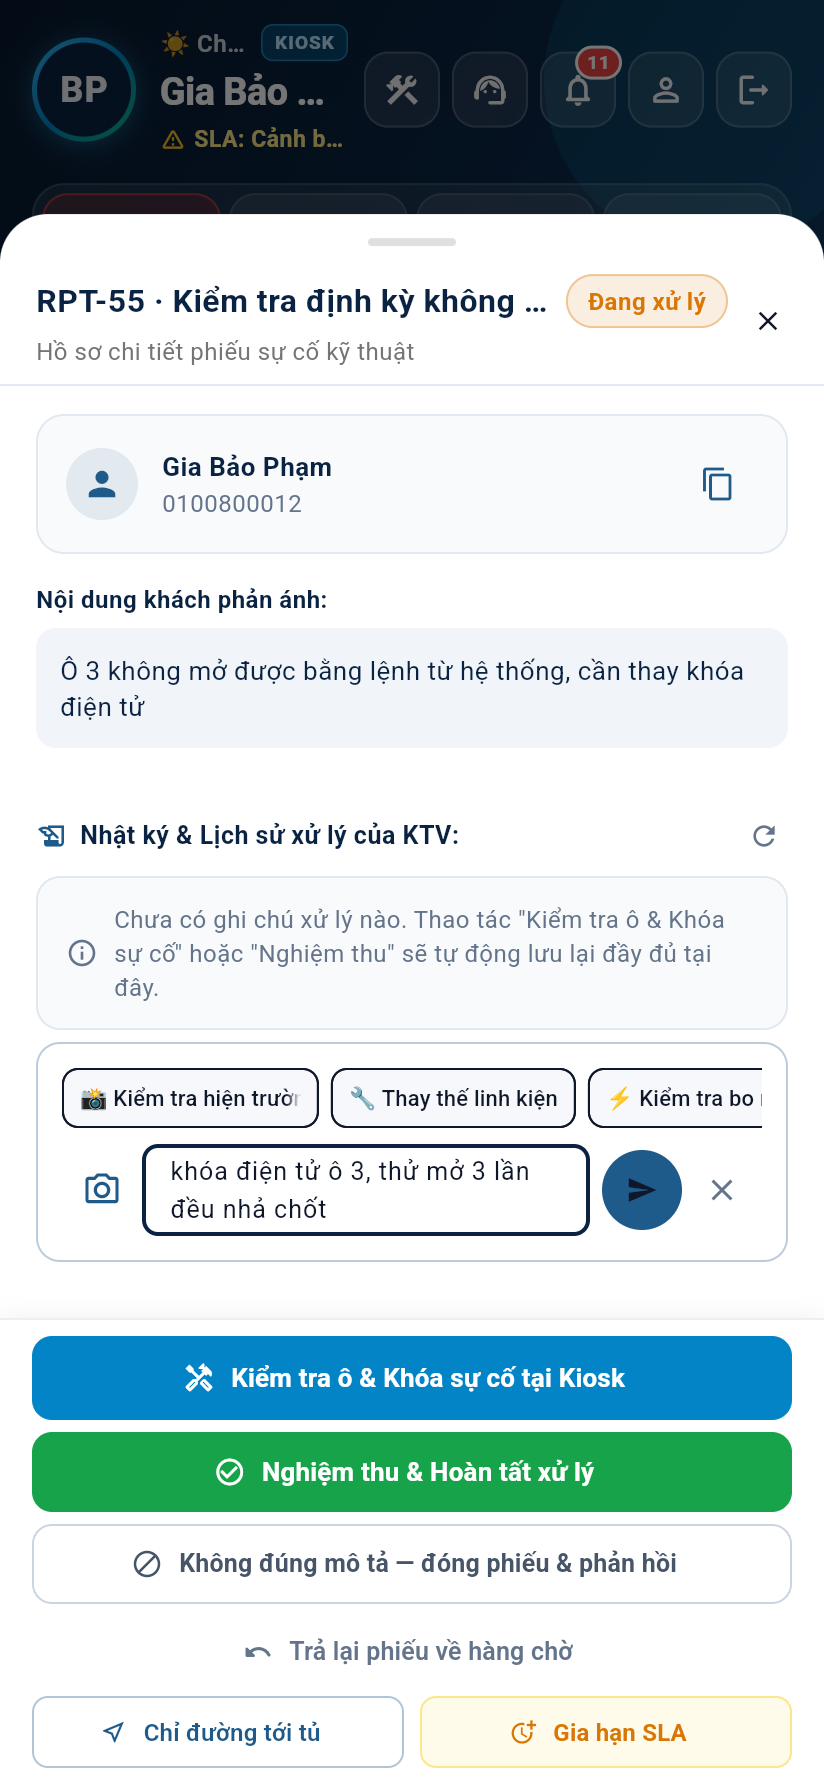 BP
☀️ Ch...
KIOSK
Gia Bảo ...
SLA: Cảnh b...
11
RPT-55 · Kiểm tra định kỳ không ...
Đang xử lý
Hồ sơ chi tiết phiếu sự cố kỹ thuật
Gia Bảo Phạm
0100800012
Nội dung khách phản ánh:
Ô 3 không mở được bằng lệnh từ hệ thống, cần thay khóa
điện tử
Nhật ký & Lịch sử xử lý của KTV:
Chưa có ghi chú xử lý nào. Thao tác "Kiểm tra ô & Khóa
sự cố" hoặc "Nghiệm thu" sẽ tự động lưu lại đầy đủ tại
đây.
📸 Kiểm tra hiện trườn
🔧 Thay thế linh kiện
⚡ Kiểm tra bo
khóa điện tử ô 3, thử mở 3 lần
đều nhả chốt
Kiểm tra ô & Khóa sự cố tại Kiosk
Nghiệm thu & Hoàn tất xử lý
Không đúng mô tả — đóng phiếu & phản hồi
Trả lại phiếu về hàng chờ
Chỉ đường tới tủ
Gia hạn SLA